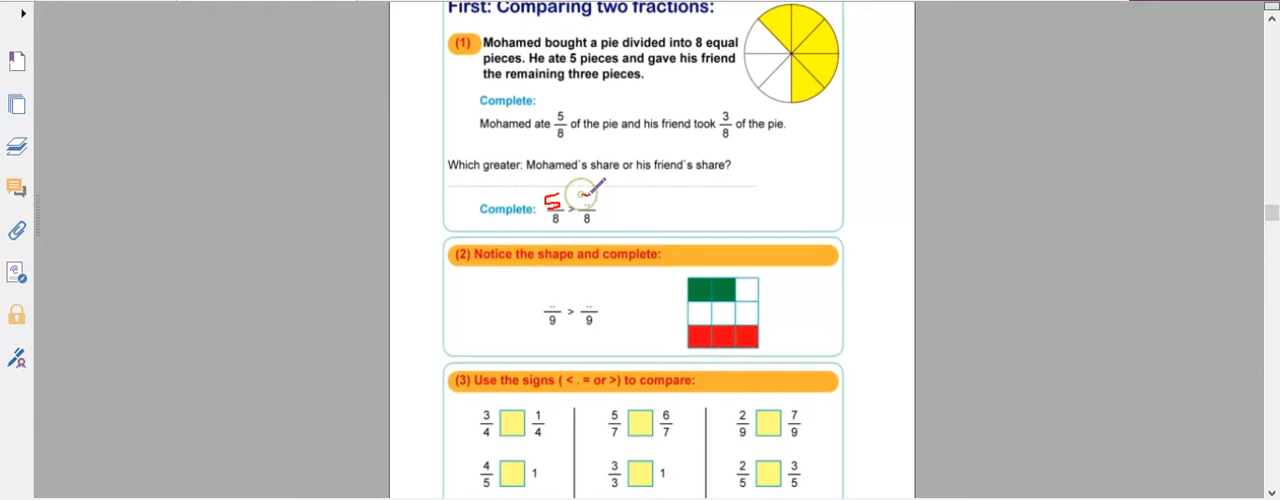 First: Comparing two fractions:
(1) Mohamed bought a pie divided into 8 equal
pieces. He ate 5 pieces and gave his friend
the remaining three pieces.
Complete:
Mohamed ate 5/8 of the pie and his friend took 3/8 of the pie.
Which greater: Mohamed`s share or his friend`s share?
Complete: 5/8 > ../8
(2) Notice the shape and complete:
../9 > ../9
(3) Use the signs ( < . = or >) to compare:
3/4 1/4 5/7 6/7 2/9 7/9
4/5 1 3/3 1 2/5 3/5